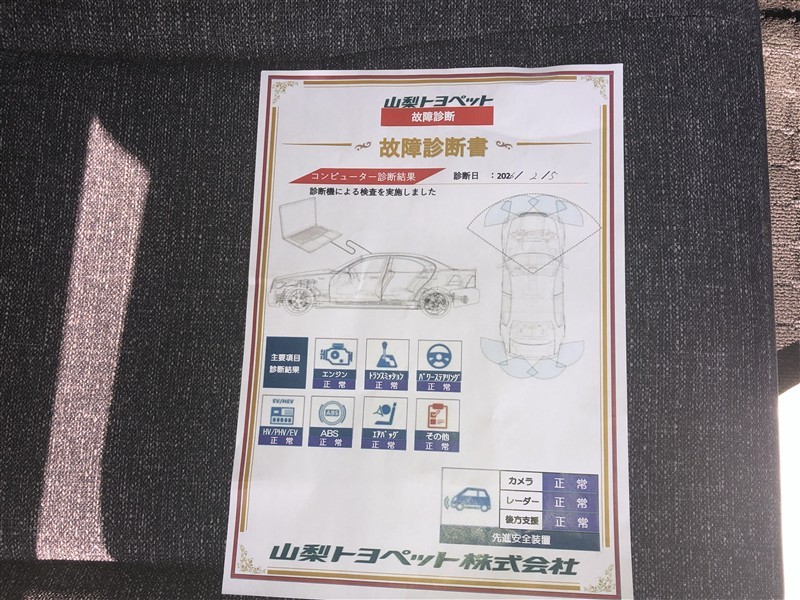 山梨トヨペット
故障診断
故障診断書
コンピューター診断結果
診断日 :2026/2/5
診断機による検査を実施しました
主要項目
診断結果
エンジン
正常
トランスミッション
正常
パワーステアリング
正常
EV/HEV
HV/PHV/EV
正常
ABS
ABS
正常
エアバッグ
正常
その他
正常
カメラ 正常
レーダー 正常
後方支援 正常
先進安全装置
山梨トヨペット株式会社